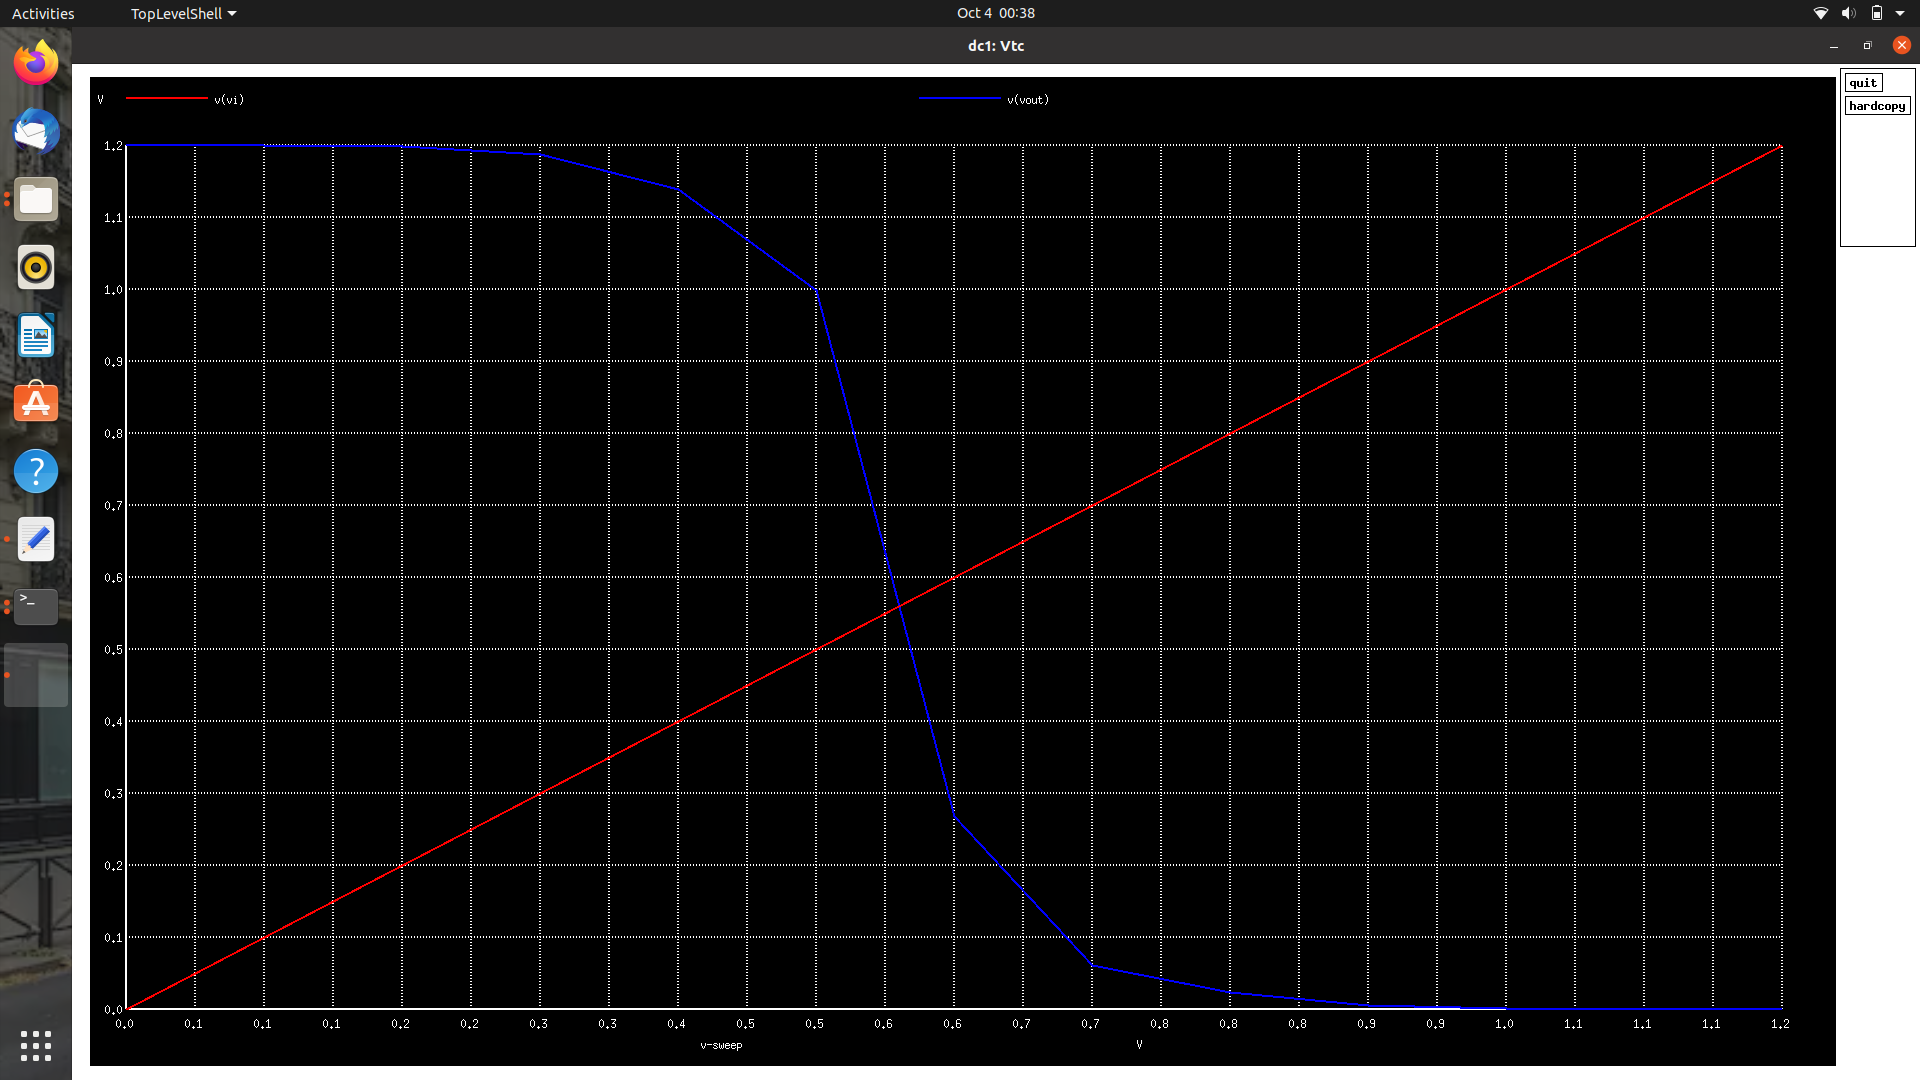 Activities TopLevelShell Oct 4 00:38
dc1: Vtc
quit
hardcopy
V v(vi) v(vout)
1.2
1.1
1.0
0.9
0.8
0.7
0.6
0.5
0.4
0.3
0.2
0.1
0.0
0.0 0.1 0.1 0.1 0.2 0.2 0.3 0.3 0.4 0.5 0.5 0.6 0.6 0.7 0.7 0.8 0.8 0.8 0.9 0.9 1.0 1.1 1.1 1.1 1.2
v-sweep V